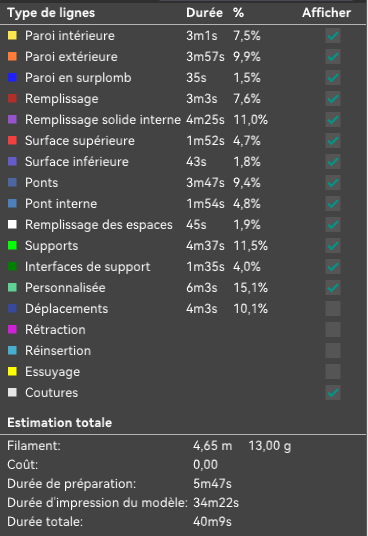 Type de lignes Durée % Afficher
Paroi intérieure 3m1s 7,5%
Paroi extérieure 3m57s 9,9%
Paroi en surplomb 35s 1,5%
Remplissage 3m3s 7,6%
Remplissage solide interne 4m25s 11,0%
Surface supérieure 1m52s 4,7%
Surface inférieure 43s 1,8%
Ponts 3m47s 9,4%
Pont interne 1m54s 4,8%
Remplissage des espaces 45s 1,9%
Supports 4m37s 11,5%
Interfaces de support 1m35s 4,0%
Personnalisée 6m3s 15,1%
Déplacements 4m3s 10,1%
Rétraction
Réinsertion
Essuyage
Coutures
Estimation totale
Filament: 4,65 m 13,00 g
Coût: 0,00
Durée de préparation: 5m47s
Durée d'impression du modèle: 34m22s
Durée totale: 40m9s